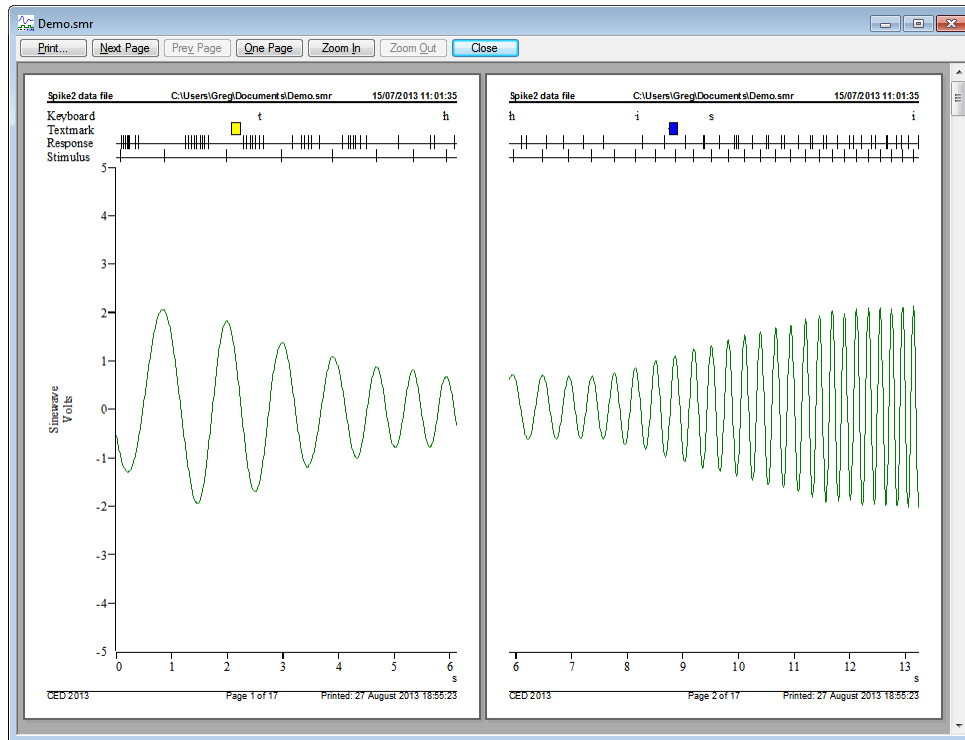 Demo.smr
Print... Next Page Prev Page One Page Zoom In Zoom Out Close
Spike2 data file C:\Users\Greg\Documents\Demo.smr 15/07/2013 11:01:35
Keyboard t h
Textmark
Response
Stimulus
5
4
3
2
1
0
-1
-2
-3
-4
-5
Sinewave
Volts
0 1 2 3 4 5 6
s
CED 2013 Page 1 of 17 Printed: 27 August 2013 18:55:23
Spike2 data file C:\Users\Greg\Documents\Demo.smr 15/07/2013 11:01:35
h i s i
6 7 8 9 10 11 12 13
s
CED 2013 Page 2 of 17 Printed: 27 August 2013 18:55:23